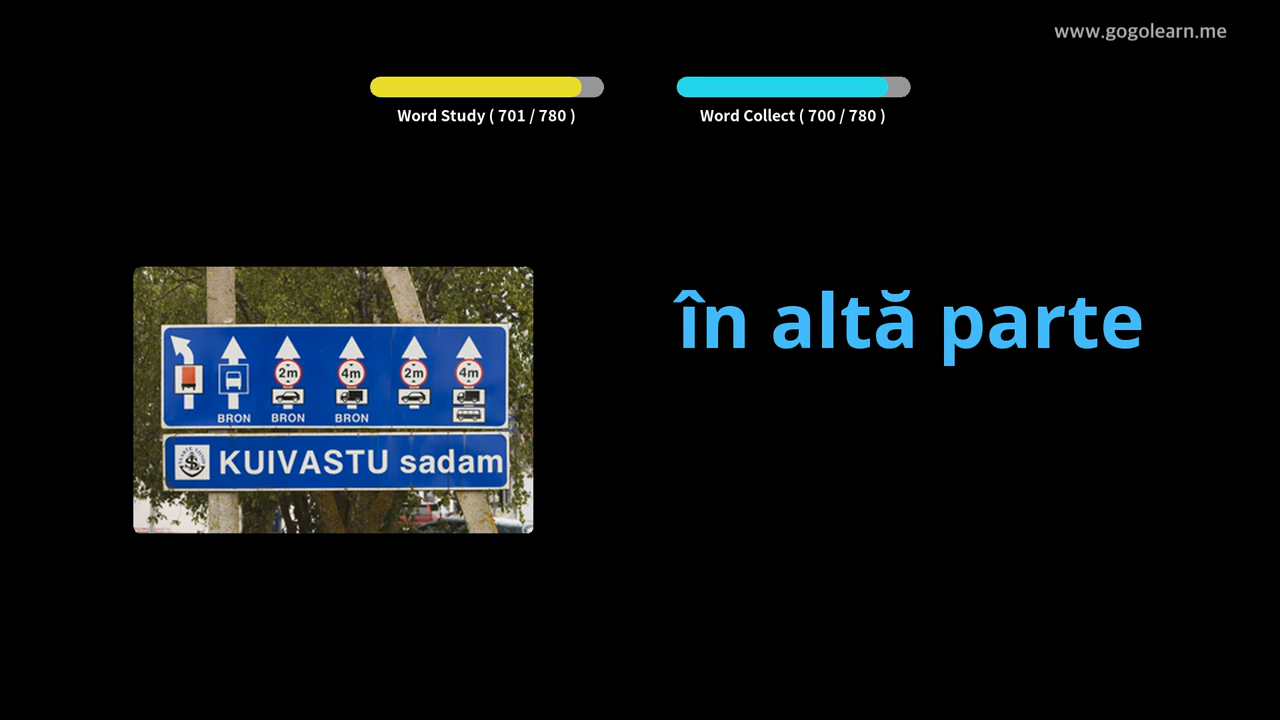 www.gogolearn.me
Word Study ( 701 / 780 )
Word Collect ( 700 / 780 )
în altă parte
2m 4m 2m 4m
BRON BRON BRON
KUIVASTU sadam